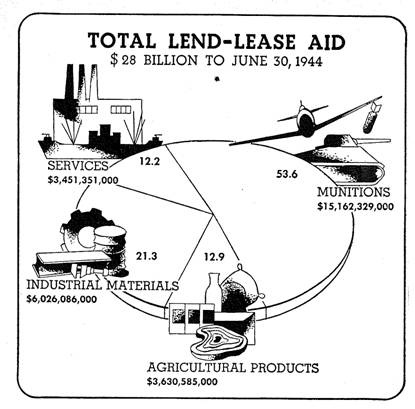 TOTAL LEND-LEASE AID
$28 BILLION TO JUNE 30, 1944
SERVICES
$3,451,351,000
12.2
53.6
MUNITIONS
$15,162,329,000
21.3
12.9
INDUSTRIAL MATERIALS
$6,026,086,000
AGRICULTURAL PRODUCTS
$3,630,585,000